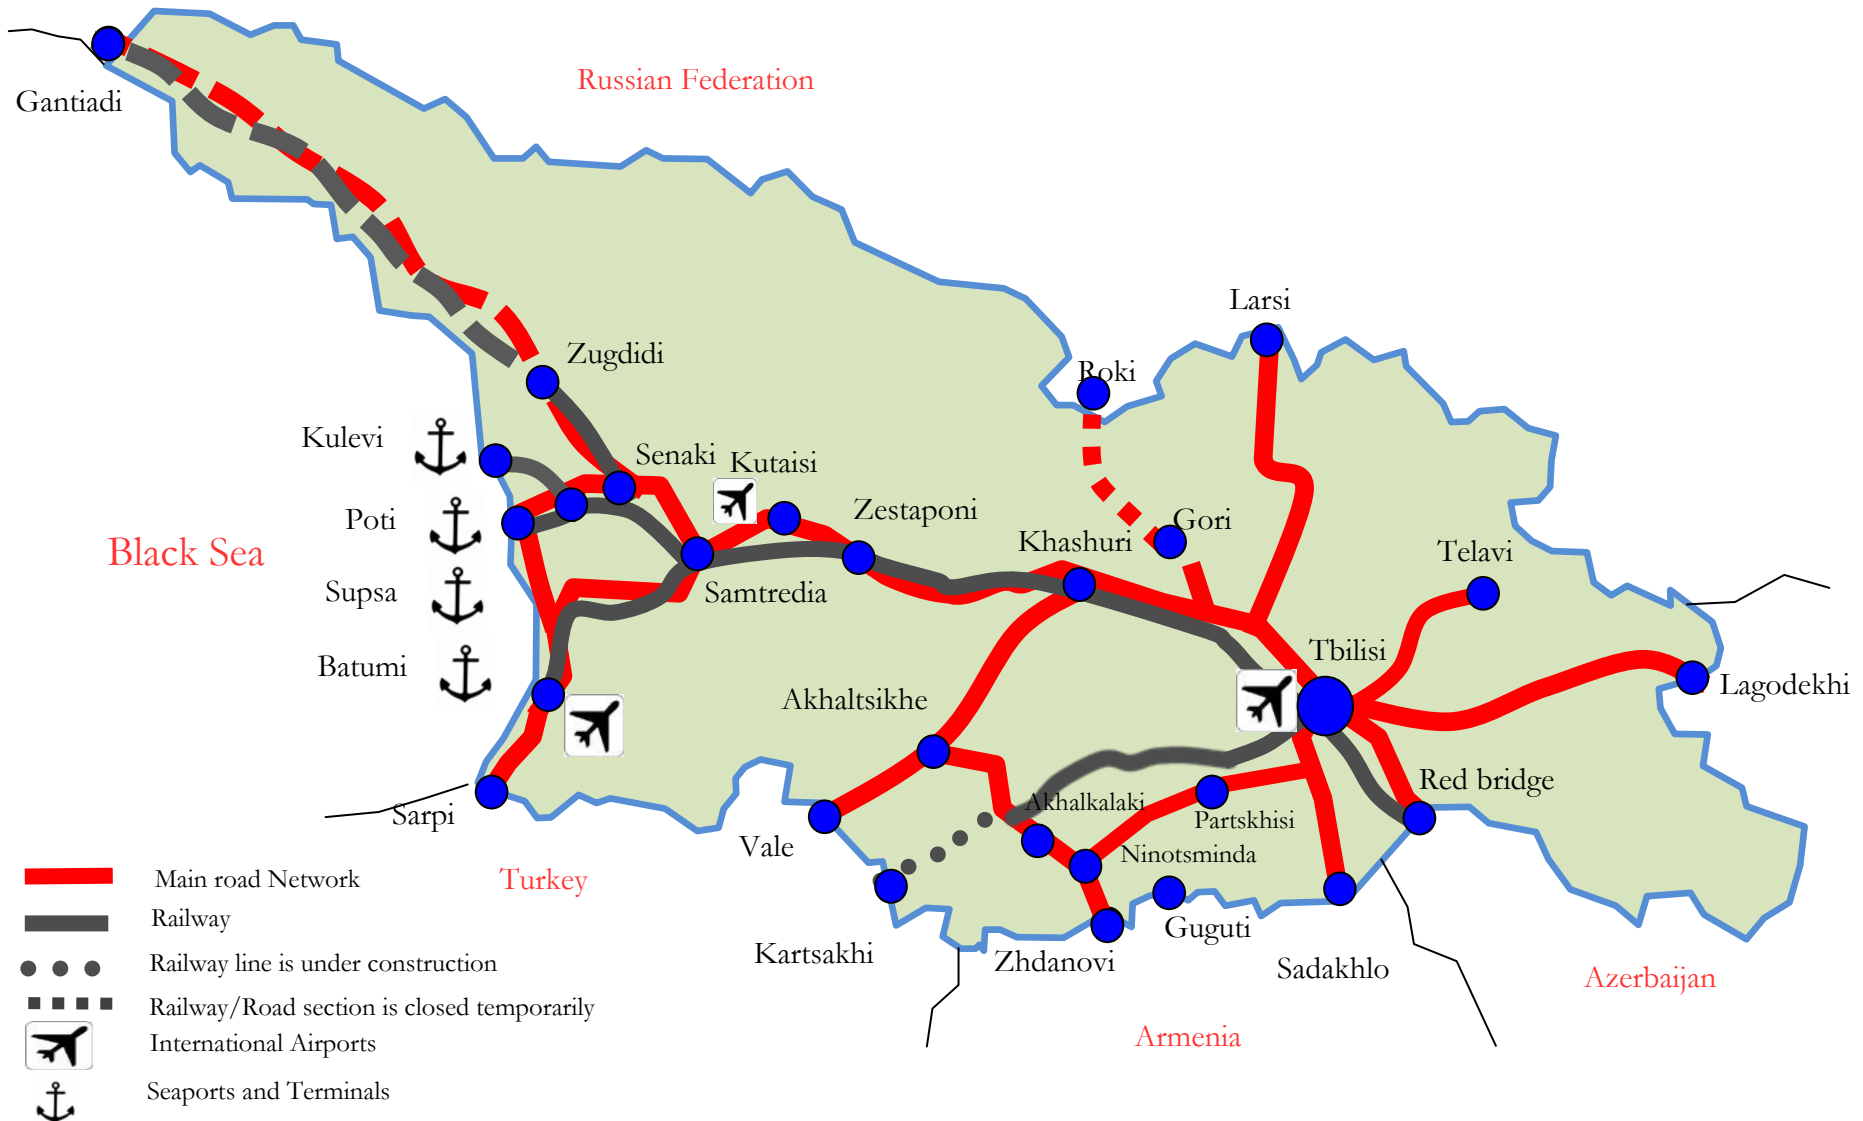 Russian Federation
Gantiadi
Larsi
Zugdidi
Roki
Kulevi
Senaki
Kutaisi
Poti
Zestaponi
Gori
Khashuri
Telavi
Black Sea
Supsa
Samtredia
Batumi
Tbilisi
Akhaltsikhe
Lagodekhi
Red bridge
Akhalkalaki
Sarpi
Partskhisi
Vale
Ninotsminda
Turkey
Guguti
Kartsakhi
Zhdanovi
Sadakhlo
Azerbaijan
Armenia
Main road Network
Railway
Railway line is under construction
Railway/Road section is closed temporarily
International Airports
Seaports and Terminals